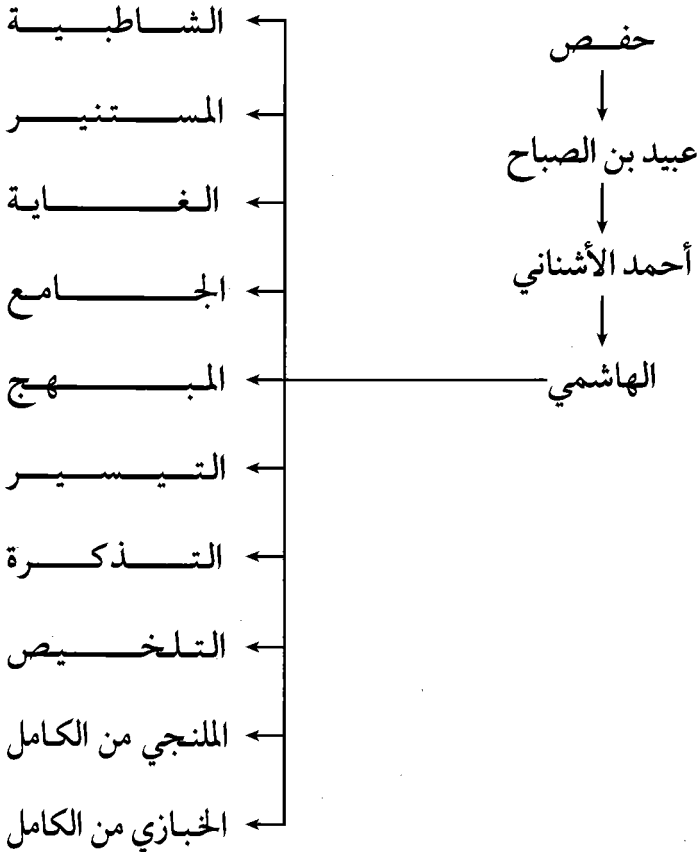 حفص
عبيد بن الصباح
أحمد الأشناني
الهاشمي
الشاطبية
المستنير
الغاية
الجامع
المبهج
التيسير
التذكرة
التلخيص
الملنجي من الكامل
الخبازي من الكامل